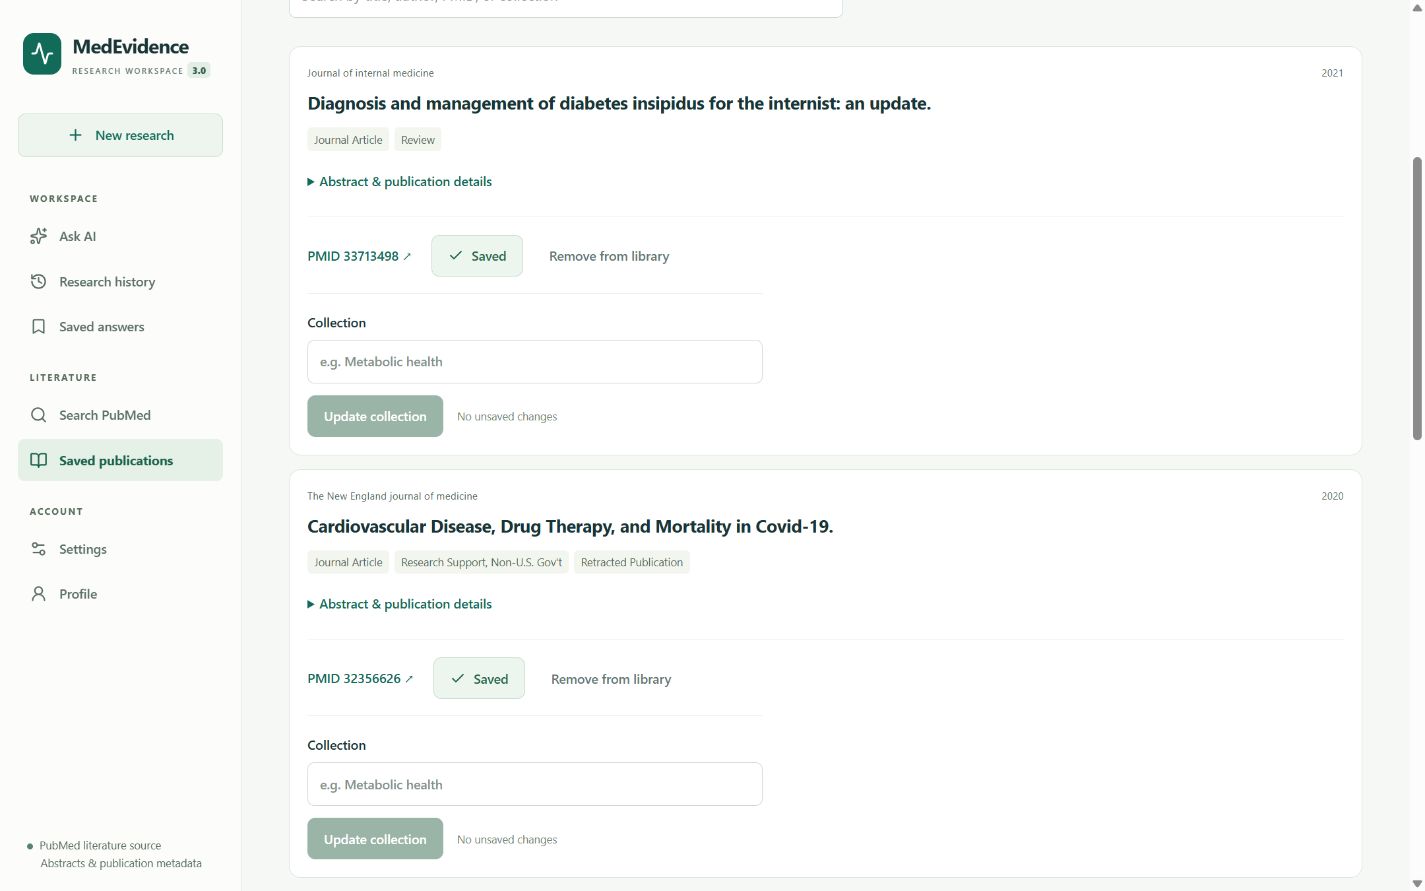 MedEvidence
RESEARCH WORKSPACE 3.0
New research
WORKSPACE
Ask AI
Research history
Saved answers
LITERATURE
Search PubMed
Saved publications
ACCOUNT
Settings
Profile
PubMed literature source
Abstracts & publication metadata
Journal of internal medicine
2021
Diagnosis and management of diabetes insipidus for the internist: an update.
Journal Article Review
Abstract & publication details
PMID 33713498 ↗ Saved Remove from library
Collection
e.g. Metabolic health
Update collection No unsaved changes
The New England journal of medicine
2020
Cardiovascular Disease, Drug Therapy, and Mortality in Covid-19.
Journal Article Research Support, Non-U.S. Gov't Retracted Publication
Abstract & publication details
PMID 32356626 ↗ Saved Remove from library
Collection
e.g. Metabolic health
Update collection No unsaved changes